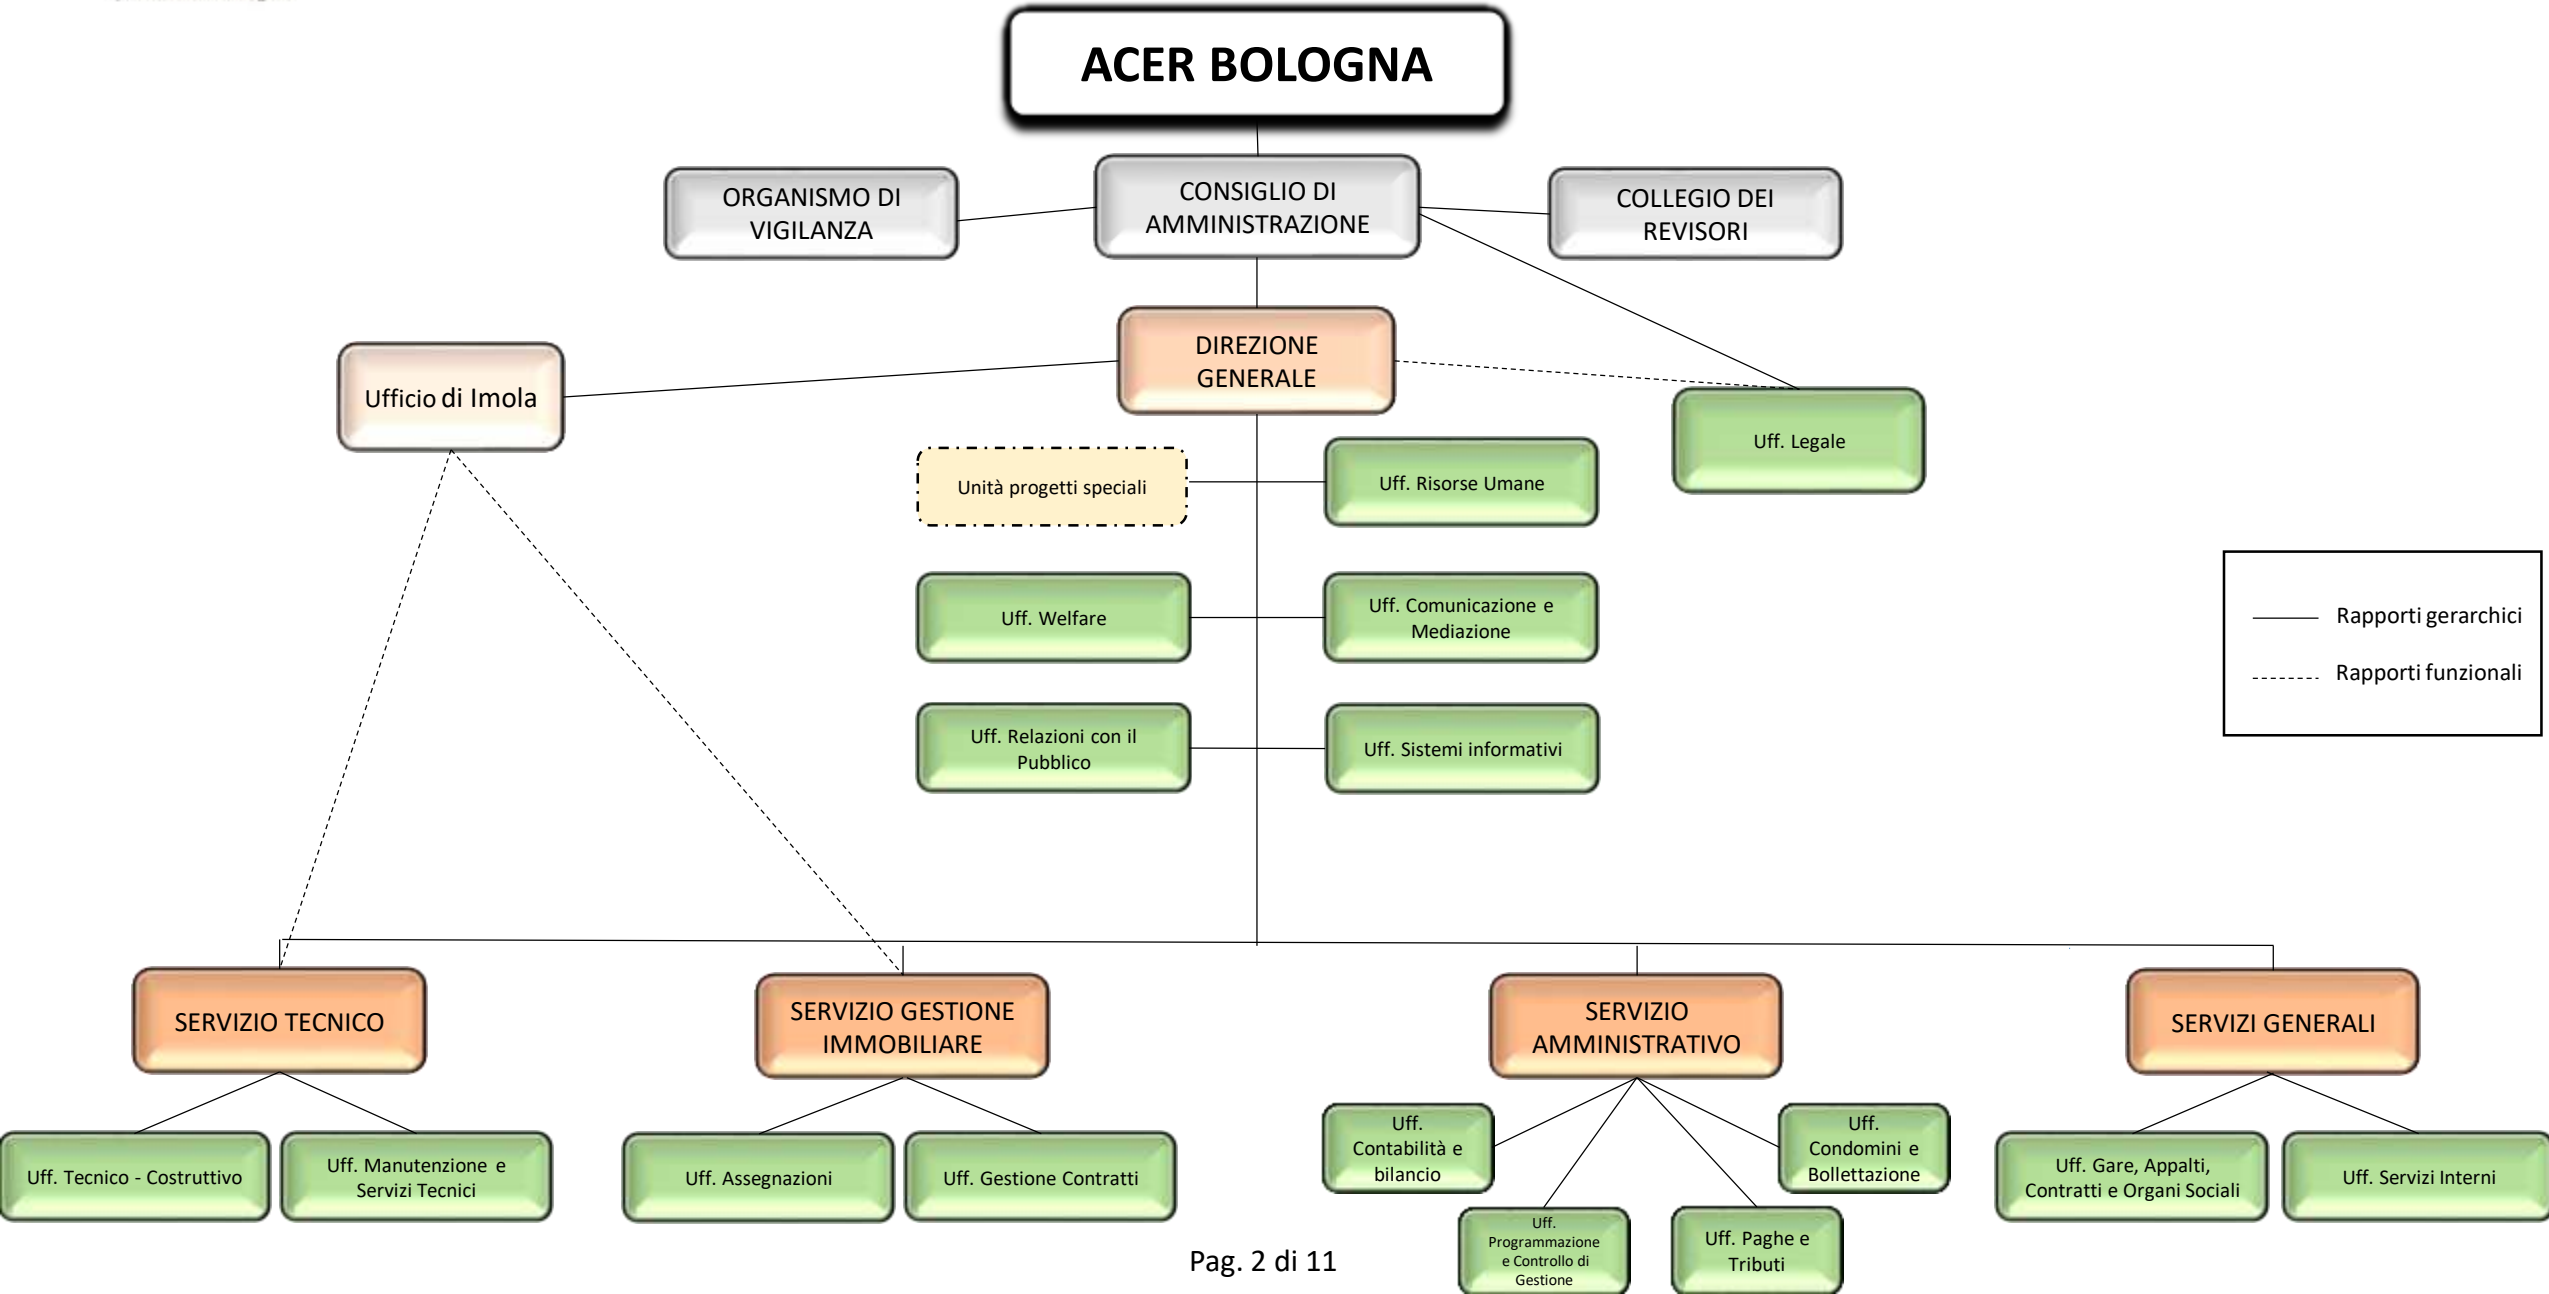 ACER BOLOGNA
ORGANISMO DI
VIGILANZA
CONSIGLIO DI
AMMINISTRAZIONE
COLLEGIO DEI
REVISORI
DIREZIONE
GENERALE
Ufficio di Imola
Uff. Legale
Unità progetti speciali
Uff. Risorse Umane
Uff. Welfare
Uff. Comunicazione e
Mediazione
Uff. Relazioni con il
Pubblico
Uff. Sistemi informativi
Rapporti gerarchici
Rapporti funzionali
SERVIZIO TECNICO
SERVIZIO GESTIONE
IMMOBILIARE
SERVIZIO
AMMINISTRATIVO
SERVIZI GENERALI
Uff. Tecnico - Costruttivo
Uff. Manutenzione e
Servizi Tecnici
Uff. Assegnazioni
Uff. Gestione Contratti
Uff.
Contabilità e
bilancio
Uff.
Programmazione
e Controllo di
Gestione
Uff. Paghe e
Tributi
Uff.
Condomini e
Bollettazione
Uff. Gare, Appalti,
Contratti e Organi Sociali
Uff. Servizi Interni
Pag. 2 di 11